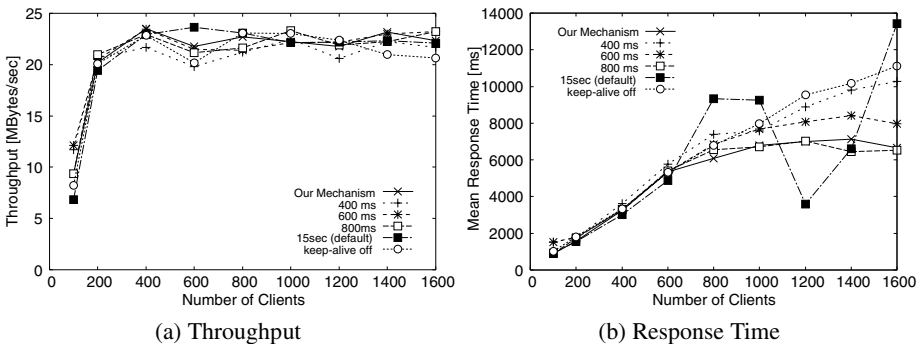 Throughput [MBytes/sec]
30
25
20
15
10
5
0
Our Mechanism
400 ms
600 ms
800ms
15sec (default)
keep-alive off
0 200 400 600 800 1000 1200 1400 1600
Number of Clients
(a) Throughput
Mean Response Time [ms]
14000
12000
10000
8000
6000
4000
2000
0
Our Mechanism
400 ms
600 ms
800 ms
15sec (default)
keep-alive off
0 200 400 600 800 1000 1200 1400 1600
Number of Clients
(b) Response Time